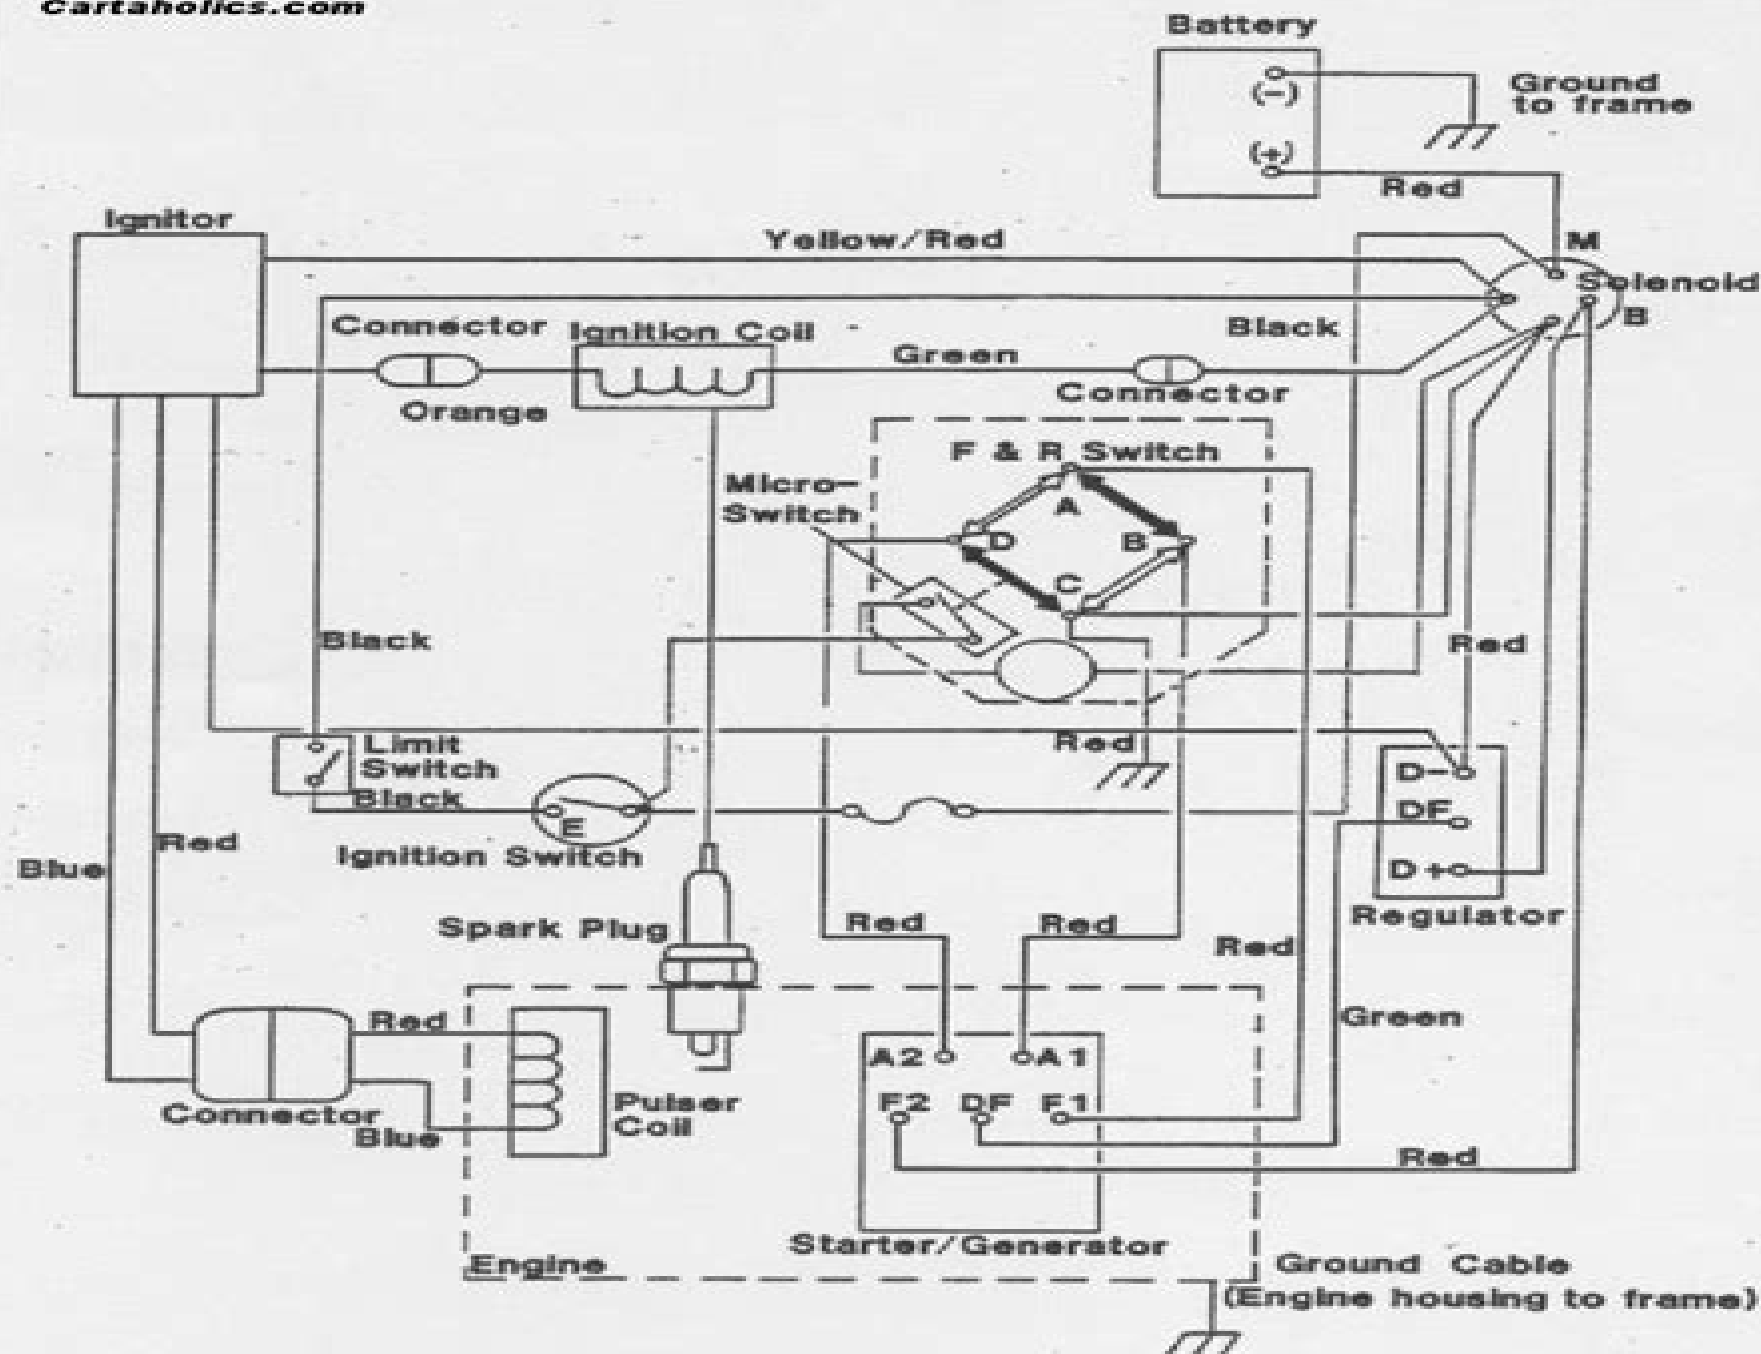 Cartaholics.com
Battery
(-)
Ground
to frame
(+)
Red
Ignitor
Yellow/Red
M
Solenoid
B
Connector
Ignition Coil
Black
Green
Connector
Orange
F & R Switch
Micro-
Switch
A
D
B
C
Black
Red
Limit
Switch
Red
D-
Black
DF
E
Red
Ignition Switch
Blue
D+
Regulator
Spark Plug
Red
Red
Red
Red
Green
A2
A1
Connector
Pulser
Coil
F2
DF
F1
Blue
Red
Starter/Generator
Engine
Ground Cable
(Engine housing to frame)